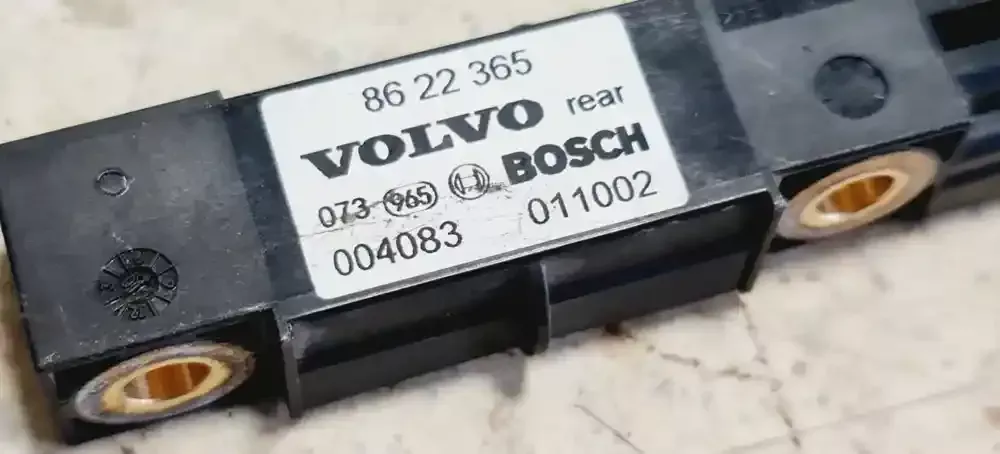 86 22 365
VOLVO rear
073 965 BOSCH
004083 011002